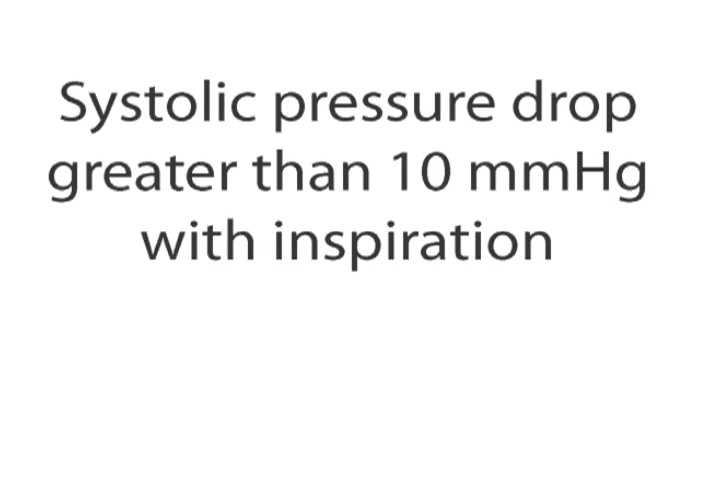 Systolic pressure drop
greater than 10 mmHg
with inspiration